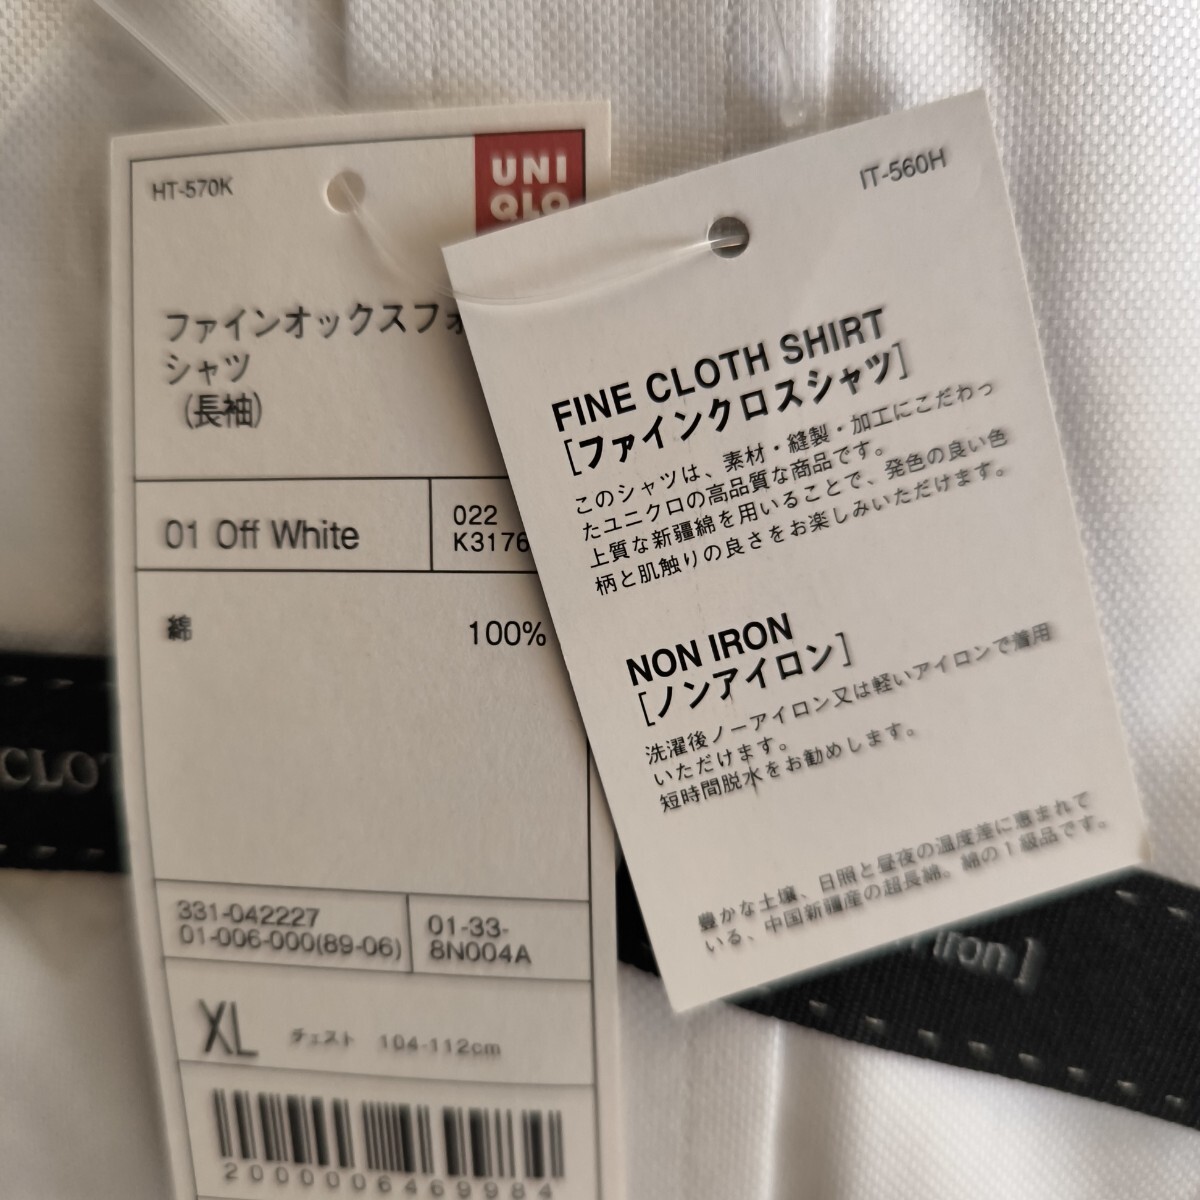 HT-570K
UNI
QLO
ファインオックスフォ
シャツ
(長袖)
01 Off White
022
K3176
綿 100%
331-042227
01-006-000(89-06)
01-33-
8N004A
XL チェスト 104-112cm
2000006469984
IT-560H
FINE CLOTH SHIRT
[ファインクロスシャツ]
このシャツは、素材・縫製・加工にこだわっ
たユニクロの高品質な商品です。
上質な新疆綿を用いることで、発色の良い色
柄と肌触りの良さをお楽しみいただけます。
NON IRON
[ノンアイロン]
洗濯後ノーアイロン又は軽いアイロンで着用
いただけます。
短時間脱水をお勧めします。
豊かな土壌、日照と昼夜の温度差に恵まれて
いる、中国新疆産の超長綿。綿の1級品です。
CLOT
Iron]